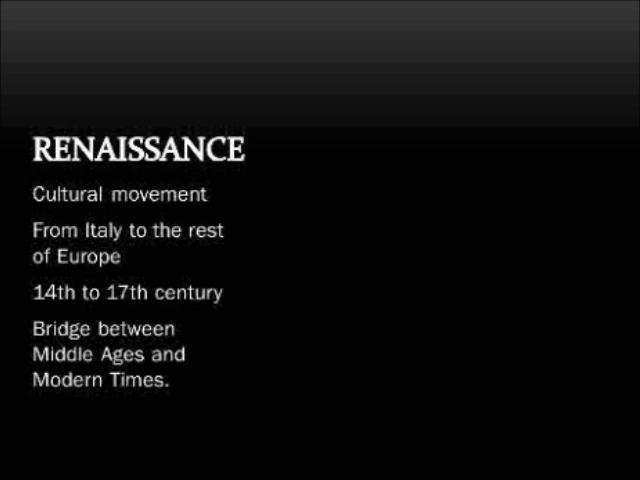 RENAISSANCE
Cultural movement
From Italy to the rest
of Europe
14th to 17th century
Bridge between
Middle Ages and
Modern Times.